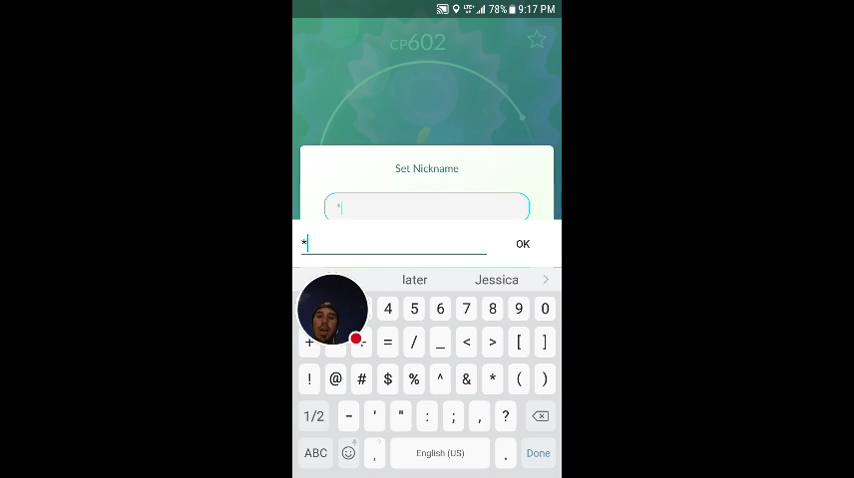 LTE 78% 9:17 PM
CP602
Set Nickname
*
* OK
later Jessica
4 5 6 7 8 9 0
+ ÷ = / _ < > [ ]
! @ # $ % ^ & * ( )
1/2 - ' " : ; , ?
ABC , ? English (US) . Done